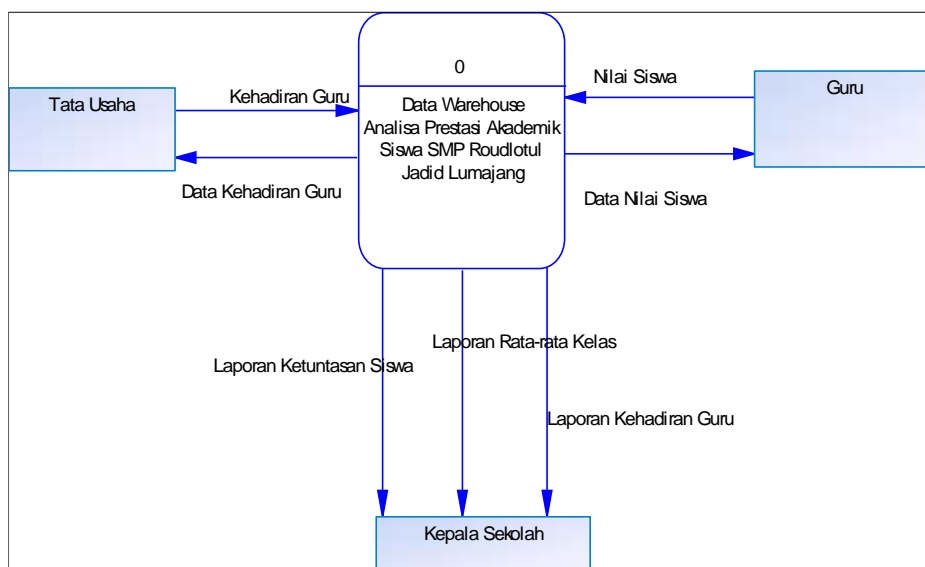 0
Nilai Siswa
Guru
Tata Usaha
Kehadiran Guru
Data Warehouse
Analisa Prestasi Akademik
Siswa SMP Roudlotul
Jadid Lumajang
Data Kehadiran Guru
Data Nilai Siswa
Laporan Rata-rata Kelas
Laporan Ketuntasan Siswa
Laporan Kehadiran Guru
Kepala Sekolah